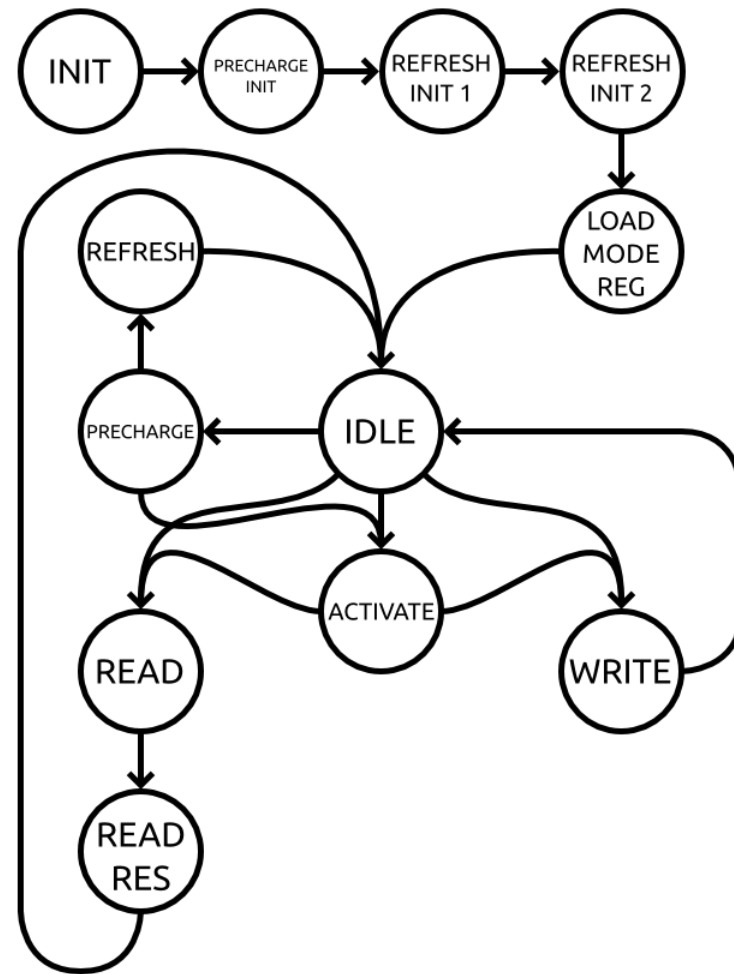 INIT
PRECHARGE
INIT
REFRESH
INIT 1
REFRESH
INIT 2
REFRESH
LOAD
MODE
REG
PRECHARGE
IDLE
ACTIVATE
READ
WRITE
READ
RES